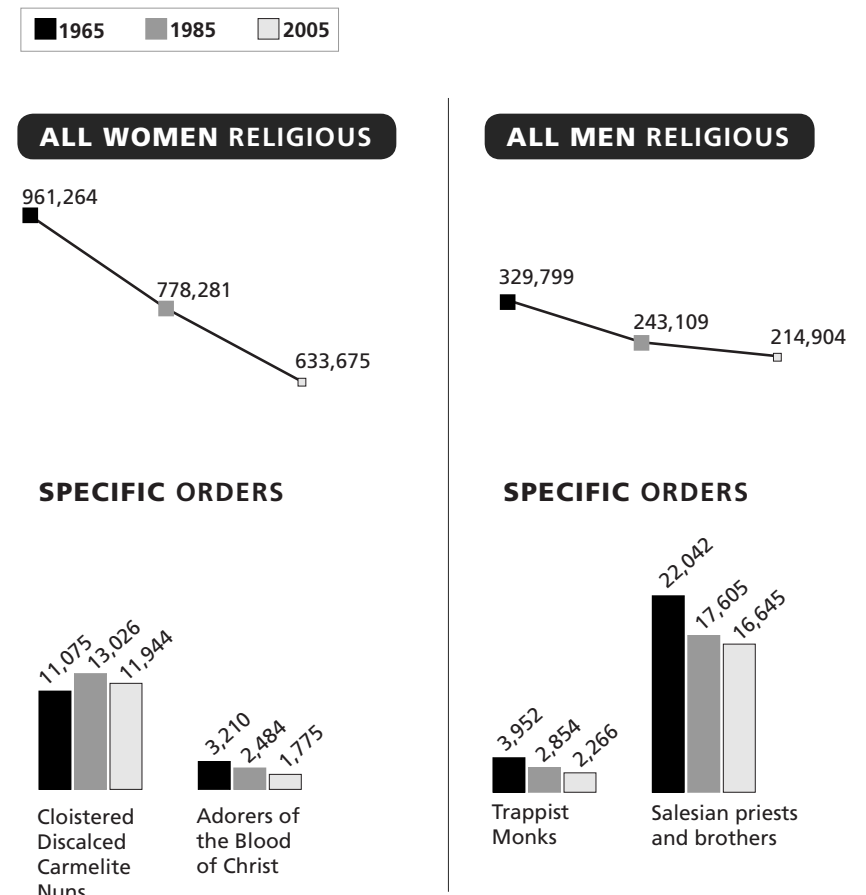 1965 1985 2005
ALL WOMEN RELIGIOUS
961,264
778,281
633,675
SPECIFIC ORDERS
11,075
13,026
11,944
Cloistered
Discalced
Carmelite
Nuns
3,210
2,484
1,775
Adorers of
the Blood
of Christ
ALL MEN RELIGIOUS
329,799
243,109
214,904
SPECIFIC ORDERS
3,952
2,854
2,266
Trappist
Monks
22,042
17,605
16,645
Salesian priests
and brothers